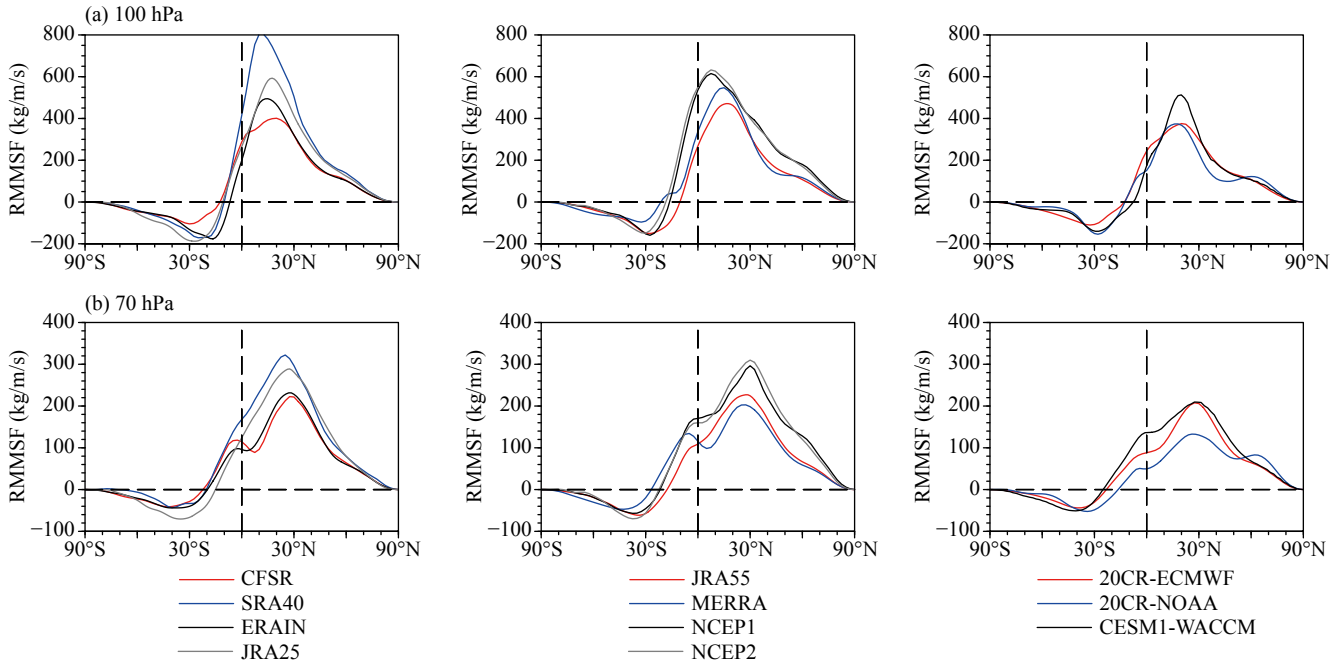 (a) 100 hPa
RMMSF (kg/m/s)
800
600
400
200
0
−200
90°S
30°S
30°N
90°N
RMMSF (kg/m/s)
800
600
400
200
0
−200
90°S
30°S
30°N
90°N
RMMSF (kg/m/s)
800
600
400
200
0
−200
90°S
30°S
30°N
90°N
(b) 70 hPa
RMMSF (kg/m/s)
400
300
200
100
0
−100
90°S
30°S
30°N
90°N
RMMSF (kg/m/s)
400
300
200
100
0
−100
90°S
30°S
30°N
90°N
RMMSF (kg/m/s)
400
300
200
100
0
−100
90°S
30°S
30°N
90°N
CFSR
SRA40
ERAIN
JRA25
JRA55
MERRA
NCEP1
NCEP2
20CR-ECMWF
20CR-NOAA
CESM1-WACCM